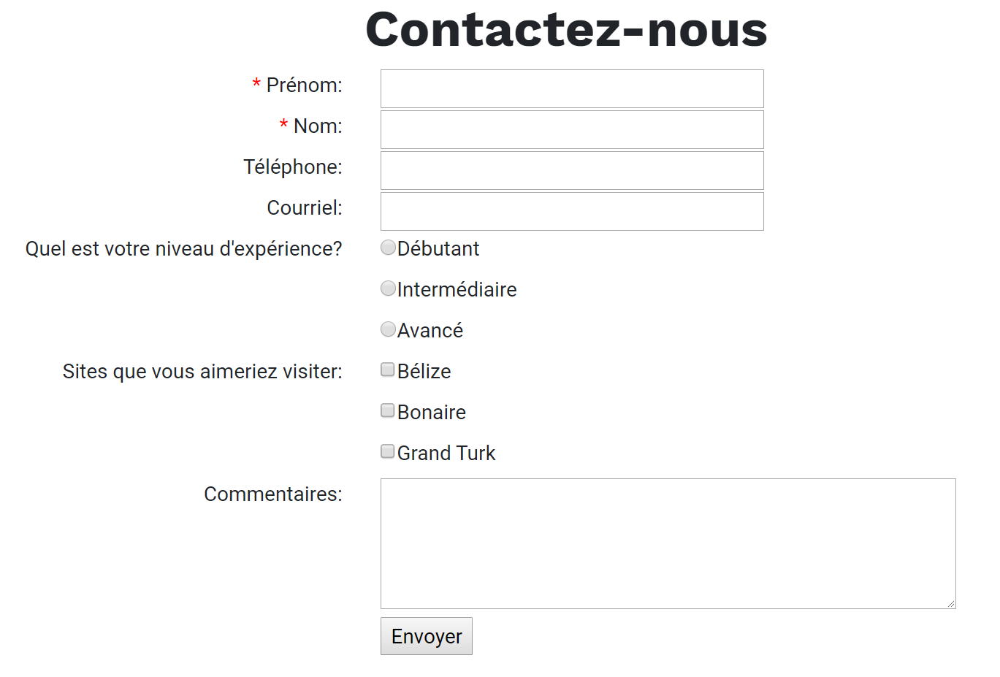 Contactez-nous
* Prénom:
* Nom:
Téléphone:
Courriel:
Quel est votre niveau d'expérience? Débutant
Intermédiaire
Avancé
Sites que vous aimeriez visiter: Bélize
Bonaire
Grand Turk
Commentaires:
Envoyer